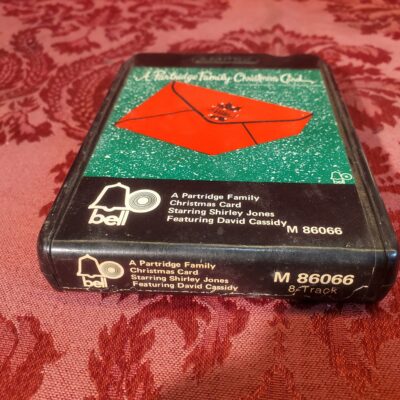 A Partridge Family Christmas Card
bell
A Partridge Family
Christmas Card
Starring Shirley Jones
Featuring David Cassidy
M 86066
bell
A Partridge Family
Christmas Card
Starring Shirley Jones
Featuring David Cassidy
M 86066
8-Track